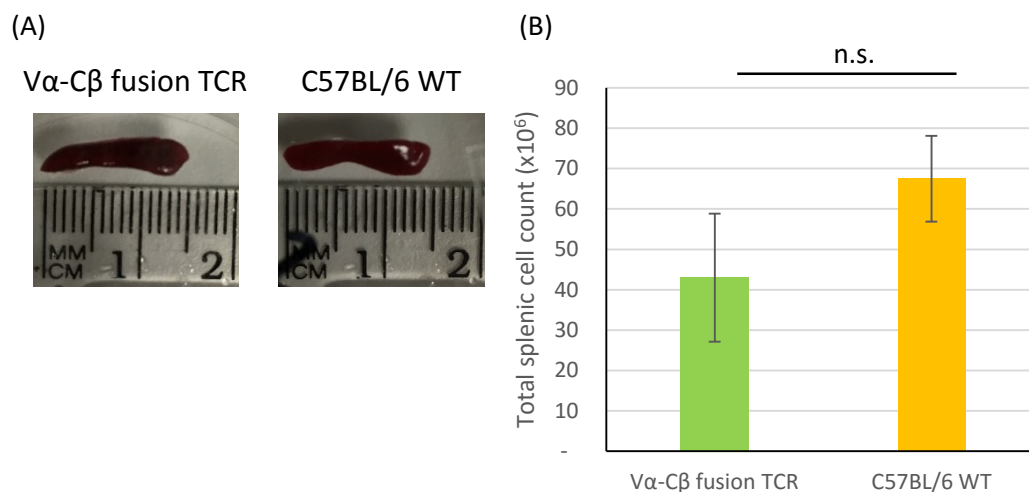 (A)
Vα-Cβ fusion TCR
C57BL/6 WT
MM
CM 1 2
MM
CM 1 2
(B)
n.s.
Total splenic cell count (x10⁶)
90
80
70
60
50
40
30
20
10
-
Vα-Cβ fusion TCR
C57BL/6 WT